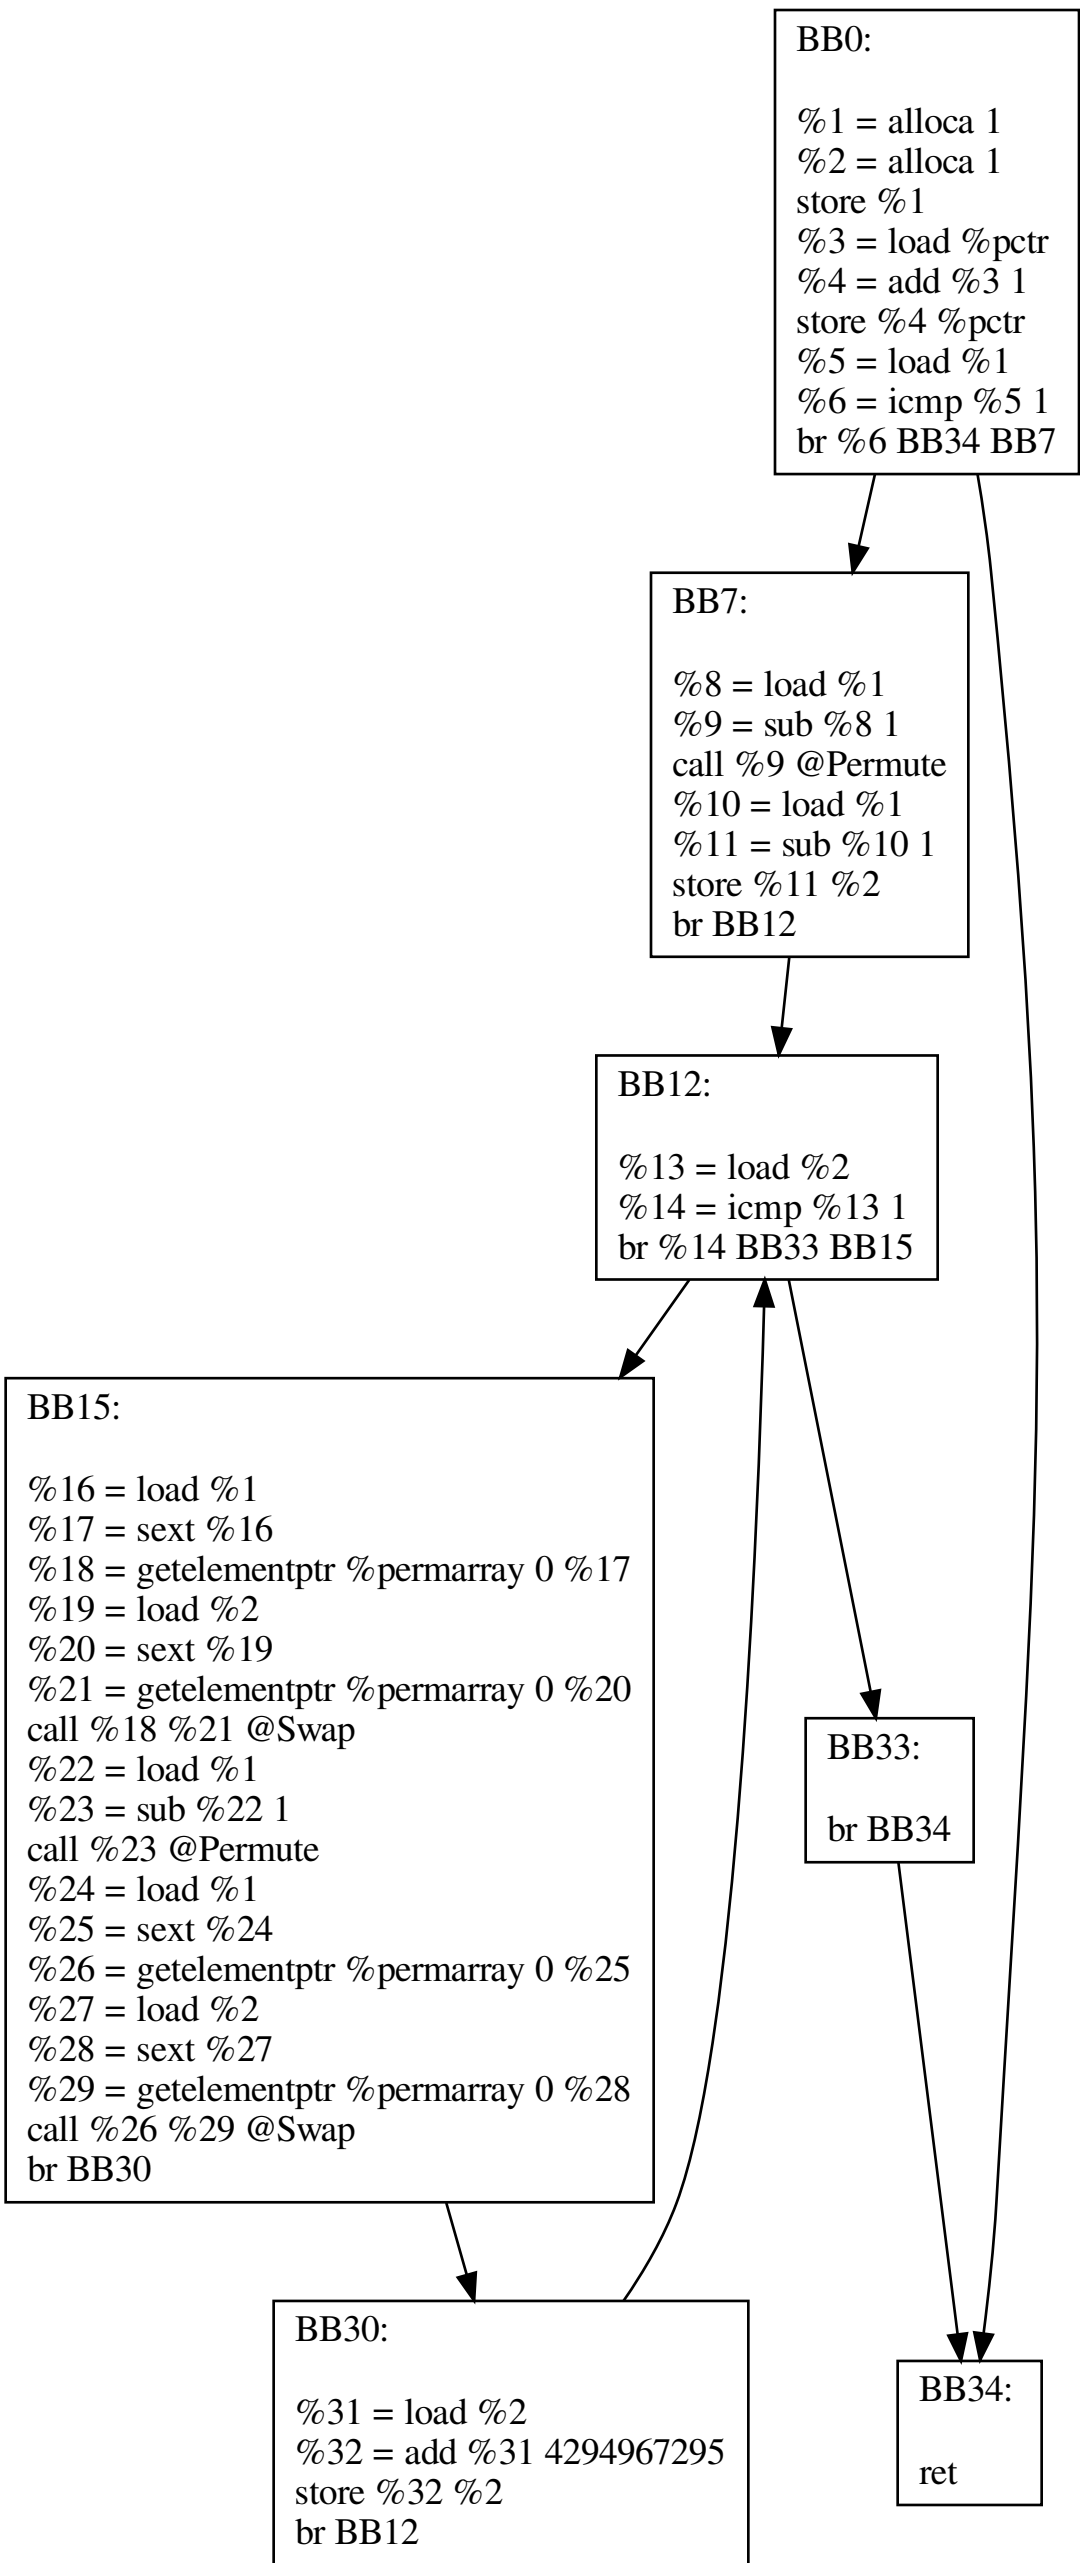 BB0:
%1 = alloca 1
%2 = alloca 1
store %1
%3 = load %pctr
%4 = add %3 1
store %4 %pctr
%5 = load %1
%6 = icmp %5 1
br %6 BB34 BB7
BB7:
%8 = load %1
%9 = sub %8 1
call %9 @Permute
%10 = load %1
%11 = sub %10 1
store %11 %2
br BB12
BB12:
%13 = load %2
%14 = icmp %13 1
br %14 BB33 BB15
BB15:
%16 = load %1
%17 = sext %16
%18 = getelementptr %permarray 0 %17
%19 = load %2
%20 = sext %19
%21 = getelementptr %permarray 0 %20
call %18 %21 @Swap
%22 = load %1
%23 = sub %22 1
call %23 @Permute
%24 = load %1
%25 = sext %24
%26 = getelementptr %permarray 0 %25
%27 = load %2
%28 = sext %27
%29 = getelementptr %permarray 0 %28
call %26 %29 @Swap
br BB30
BB33:
br BB34
BB30:
%31 = load %2
%32 = add %31 4294967295
store %32 %2
br BB12
BB34:
ret